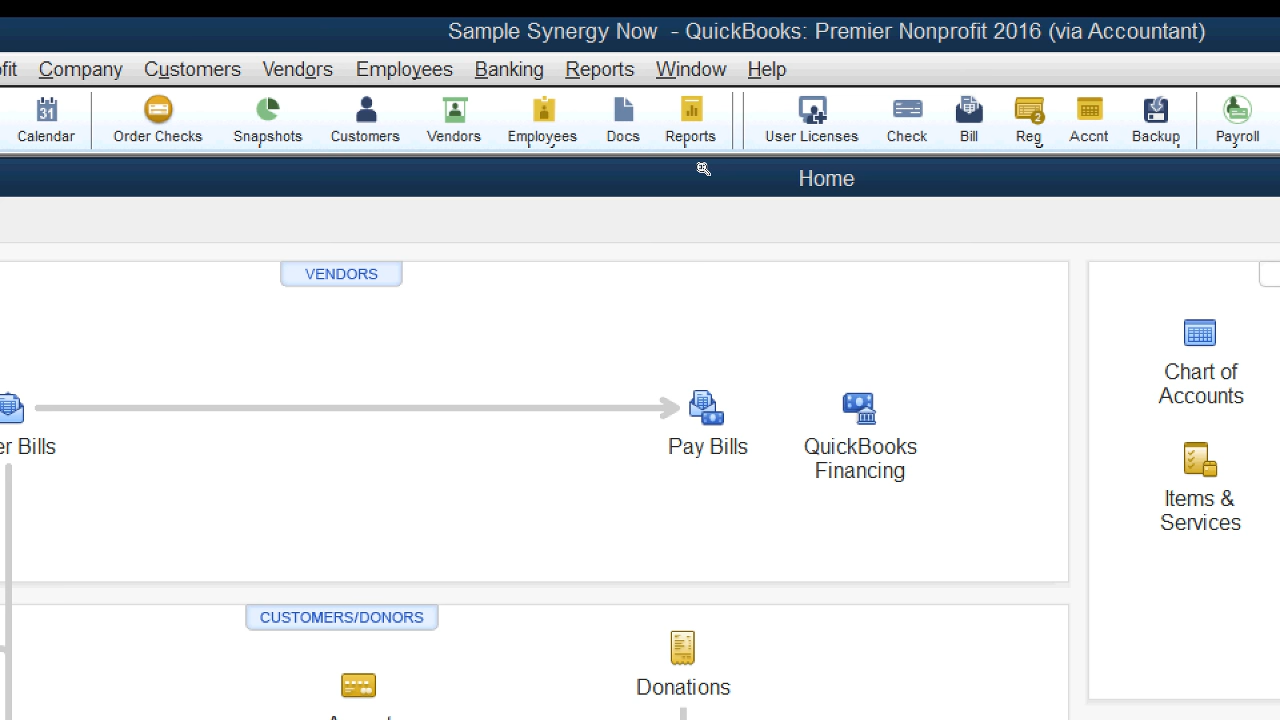 Sample Synergy Now - QuickBooks: Premier Nonprofit 2016 (via Accountant)
fit Company Customers Vendors Employees Banking Reports Window Help
31
2
Calendar Order Checks Snapshots Customers Vendors Employees Docs Reports User Licenses Check Bill Reg Accnt Backup Payroll
Home
VENDORS
er Bills
Pay Bills
QuickBooks
Financing
Chart of
Accounts
Items &
Services
CUSTOMERS/DONORS
Donations